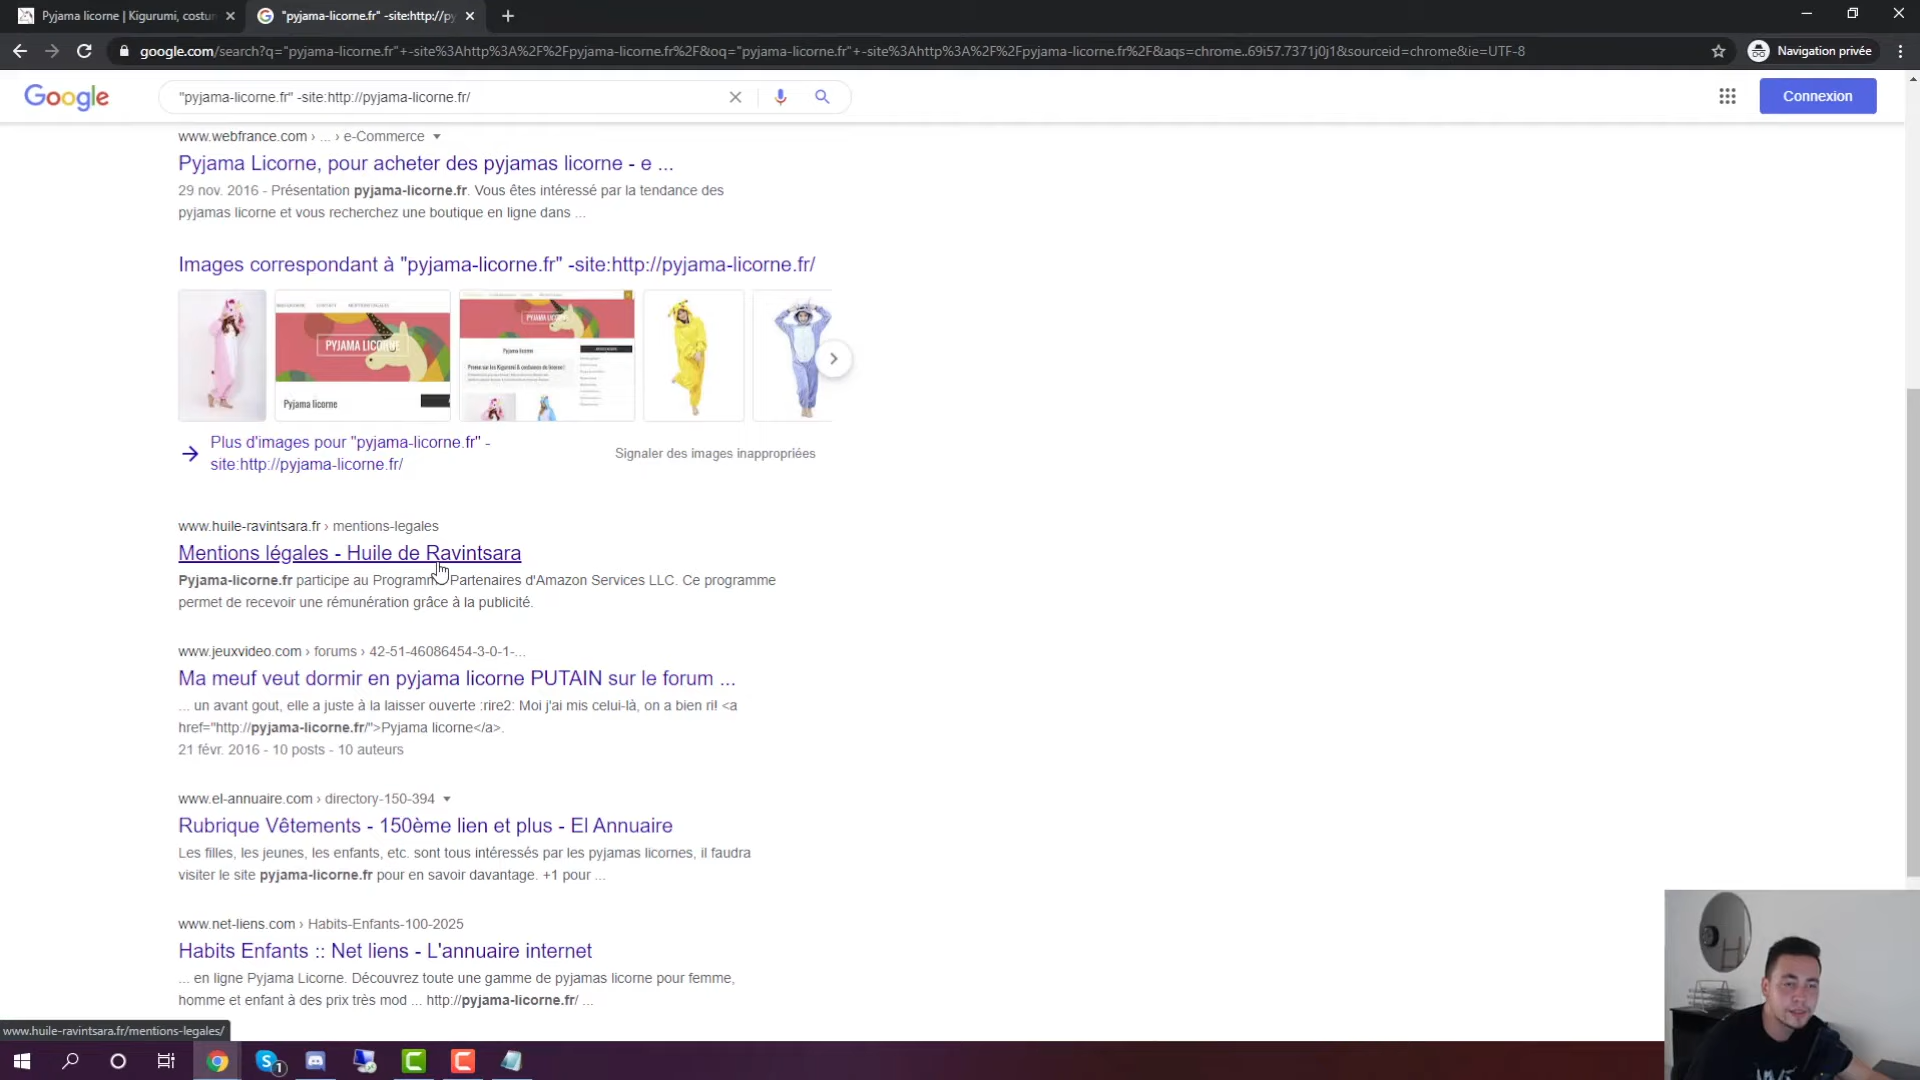 Pyjama licorne | Kigurumi, costum
"pyjama-licorne.fr" -site:http://py
google.com/search?q="pyjama-licorne.fr"+-site%3Ahttp%3A%2F%2Fpyjama-licorne.fr%2F&oq="pyjama-licorne.fr"+-site%3Ahttp%3A%2F%2Fpyjama-licorne.fr%2F&aqs=chrome..69i57.7371j0j1&sourceid=chrome&ie=UTF-8
Navigation privée
Google
"pyjama-licorne.fr" -site:http://pyjama-licorne.fr/
Connexion
www.webfrance.com › ... › e-Commerce
Pyjama Licorne, pour acheter des pyjamas licorne - e ...
29 nov. 2016 - Présentation pyjama-licorne.fr. Vous êtes intéressé par la tendance des
pyjamas licorne et vous recherchez une boutique en ligne dans ...
Images correspondant à "pyjama-licorne.fr" -site:http://pyjama-licorne.fr/
PYJAMA LICORNE
Pyjama licorne
PYJAMA LICORNE
Pyjama licorne
Plus d'images pour "pyjama-licorne.fr" -
site:http://pyjama-licorne.fr/
Signaler des images inappropriées
www.huile-ravintsara.fr › mentions-legales
Mentions légales - Huile de Ravintsara
Pyjama-licorne.fr participe au Programme Partenaires d'Amazon Services LLC. Ce programme
permet de recevoir une rémunération grâce à la publicité.
www.jeuxvideo.com › forums › 42-51-46086454-3-0-1-...
Ma meuf veut dormir en pyjama licorne PUTAIN sur le forum ...
... un avant gout, elle a juste à la laisser ouverte :rire2: Moi j'ai mis celui-là, on a bien ri! <a
href="http://pyjama-licorne.fr/">Pyjama licorne</a>.
21 févr. 2016 - 10 posts - 10 auteurs
www.el-annuaire.com › directory-150-394
Rubrique Vêtements - 150ème lien et plus - El Annuaire
Les filles, les jeunes, les enfants, etc. sont tous intéressés par les pyjamas licornes, il faudra
visiter le site pyjama-licorne.fr pour en savoir davantage. +1 pour ...
www.net-liens.com › Habits-Enfants-100-2025
Habits Enfants :: Net liens - L'annuaire internet
... en ligne Pyjama Licorne. Découvrez toute une gamme de pyjamas licorne pour femme,
homme et enfant à des prix très mod ... http://pyjama-licorne.fr/ ...
www.huile-ravintsara.fr/mentions-legales/
1